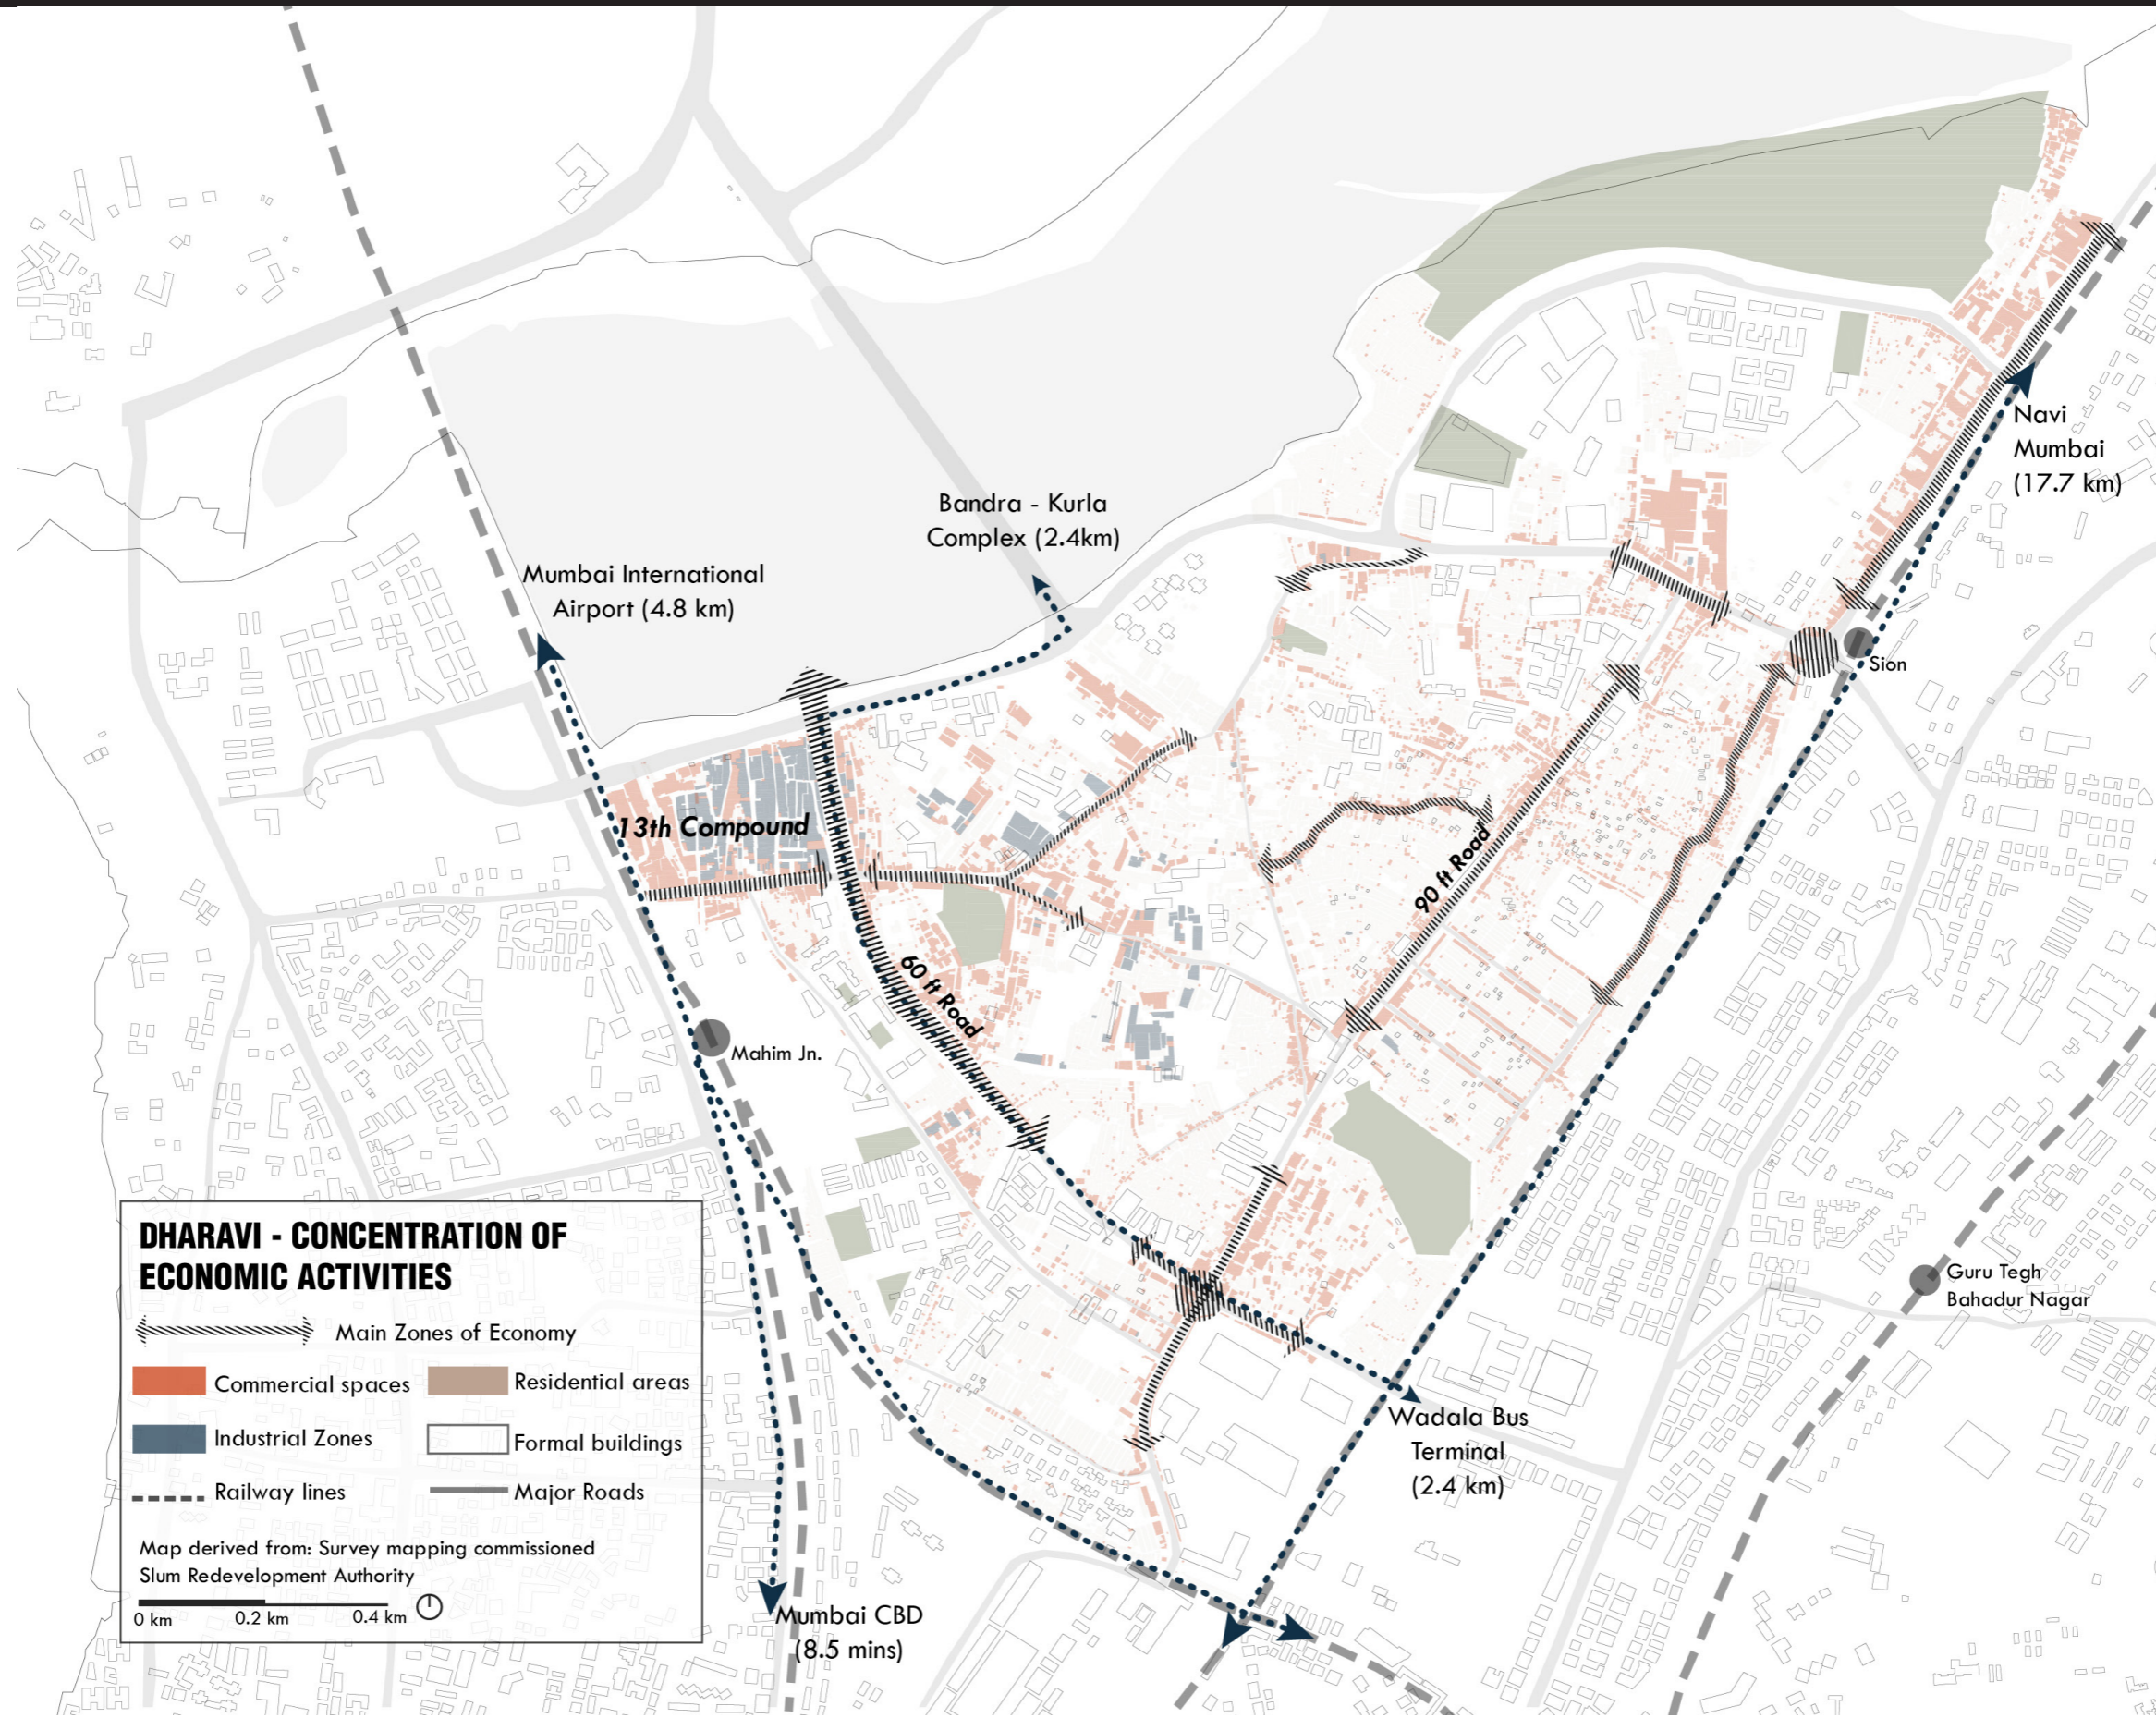 Navi
Mumbai
(17.7 km)
Bandra - Kurla
Complex (2.4km)
Mumbai International
Airport (4.8 km)
Sion
13th Compound
90 ft Road
60 ft Road
Mahim Jn.
Guru Tegh
Bahadur Nagar
Wadala Bus
Terminal
(2.4 km)
Mumbai CBD
(8.5 mins)
DHARAVI - CONCENTRATION OF
ECONOMIC ACTIVITIES
Main Zones of Economy
Commercial spaces
Residential areas
Industrial Zones
Formal buildings
Railway lines
Major Roads
Map derived from: Survey mapping commissioned
Slum Redevelopment Authority
0 km 0.2 km 0.4 km